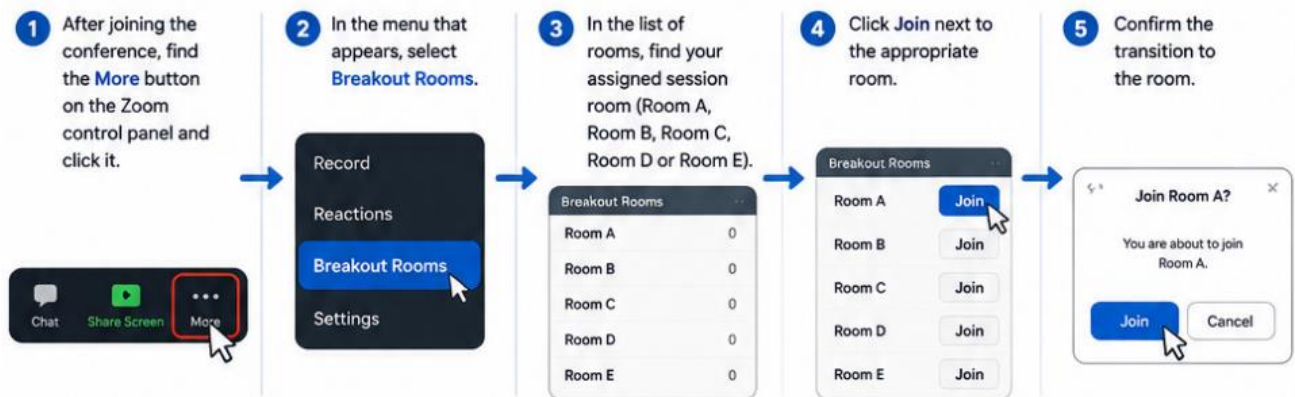 1
After joining the
conference, find
the More button
on the Zoom
control panel and
click it.
Chat
Share Screen
More
2
In the menu that
appears, select
Breakout Rooms.
Record
Reactions
Breakout Rooms
Settings
3
In the list of
rooms, find your
assigned session
room (Room A,
Room B, Room C,
Room D or Room E).
Breakout Rooms
Room A 0
Room B 0
Room C 0
Room D 0
Room E 0
4
Click Join next to
the appropriate
room.
Breakout Rooms
Room A Join
Room B Join
Room C Join
Room D Join
Room E Join
5
Confirm the
transition to
the room.
Join Room A?
You are about to join
Room A.
Join Cancel